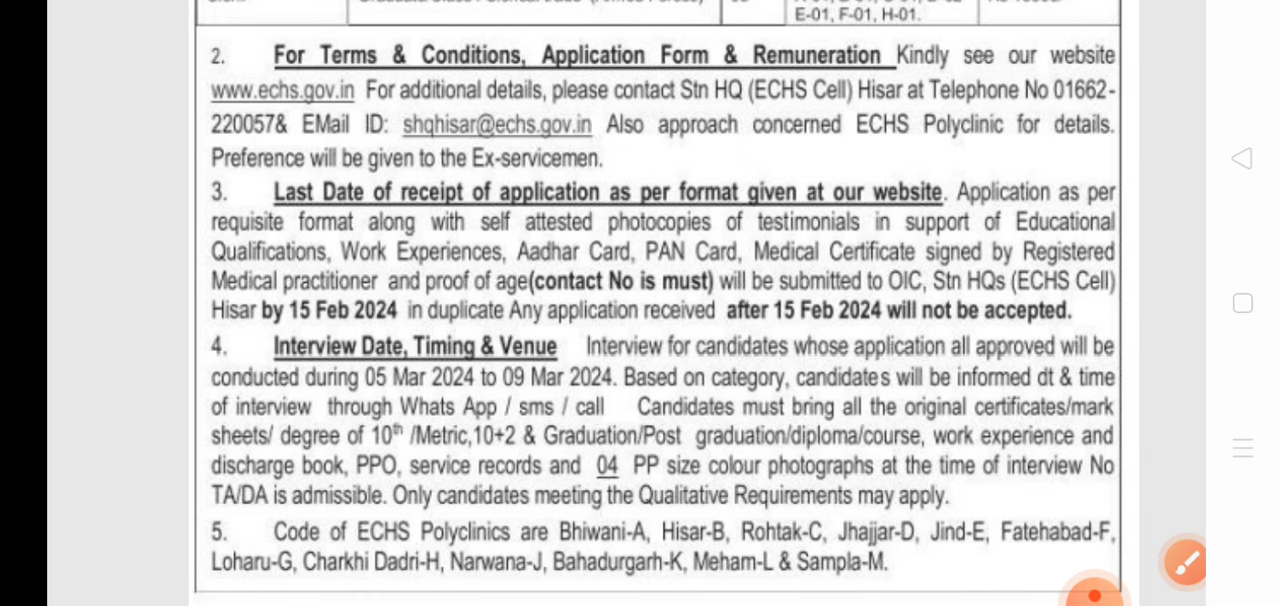 E-01, F-01, H-01.
2. For Terms & Conditions, Application Form & Remuneration Kindly see our website
www.echs.gov.in For additional details, please contact Stn HQ (ECHS Cell) Hisar at Telephone No 01662-
220057& EMail ID: shqhisar@echs.gov.in Also approach concerned ECHS Polyclinic for details.
Preference will be given to the Ex-servicemen.
3. Last Date of receipt of application as per format given at our website. Application as per
requisite format along with self attested photocopies of testimonials in support of Educational
Qualifications, Work Experiences, Aadhar Card, PAN Card, Medical Certificate signed by Registered
Medical practitioner and proof of age(contact No is must) will be submitted to OIC, Stn HQs (ECHS Cell)
Hisar by 15 Feb 2024 in duplicate Any application received after 15 Feb 2024 will not be accepted.
4. Interview Date, Timing & Venue Interview for candidates whose application all approved will be
conducted during 05 Mar 2024 to 09 Mar 2024. Based on category, candidates will be informed dt & time
of interview through Whats App / sms / call Candidates must bring all the original certificates/mark
sheets/ degree of 10th /Metric,10+2 & Graduation/Post graduation/diploma/course, work experience and
discharge book, PPO, service records and 04 PP size colour photographs at the time of interview No
TA/DA is admissible. Only candidates meeting the Qualitative Requirements may apply.
5. Code of ECHS Polyclinics are Bhiwani-A, Hisar-B, Rohtak-C, Jhajjar-D, Jind-E, Fatehabad-F,
Loharu-G, Charkhi Dadri-H, Narwana-J, Bahadurgarh-K, Meham-L & Sampla-M.